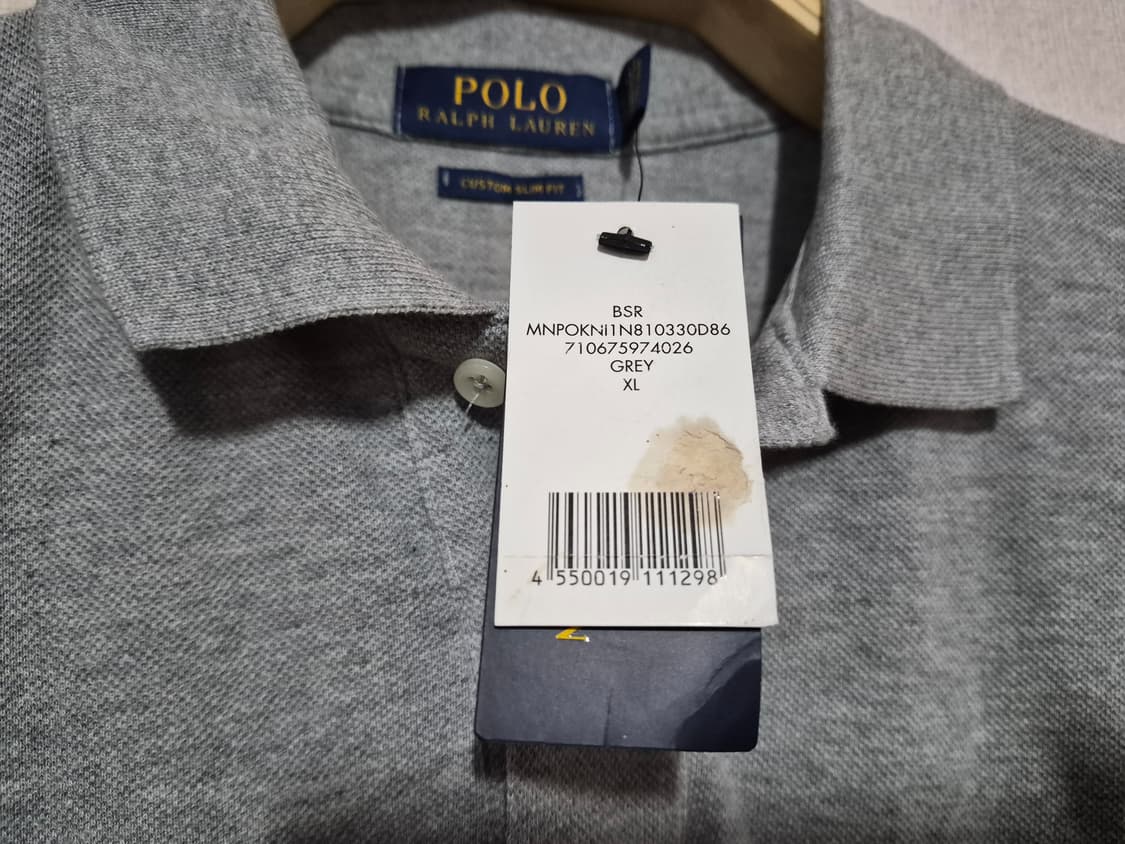 POLO
RALPH LAUREN
CUSTOM SLIM FIT
BSR
MNPOKNI1N810330D86
710675974026
GREY
XL
4 550019 111298